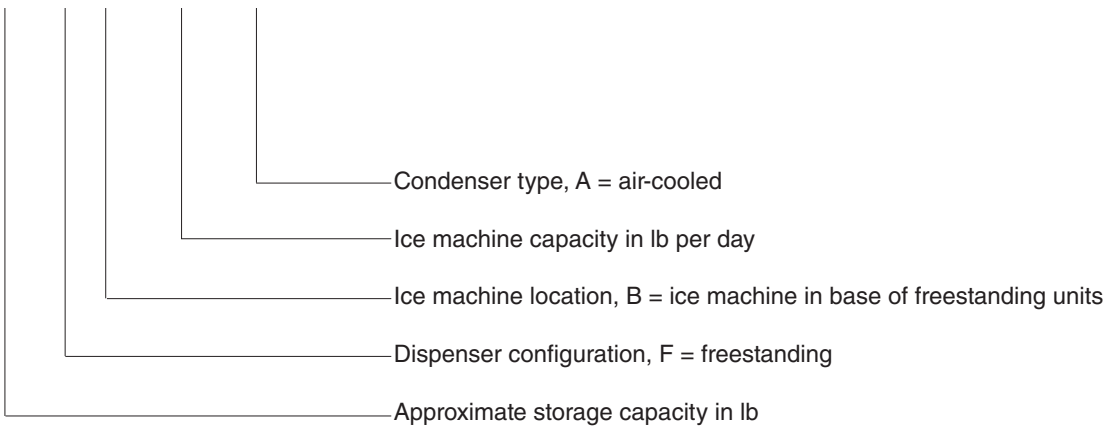 Condenser type, A = air-cooled
Ice machine capacity in lb per day
Ice machine location, B = ice machine in base of freestanding units
Dispenser configuration, F = freestanding
Approximate storage capacity in lb